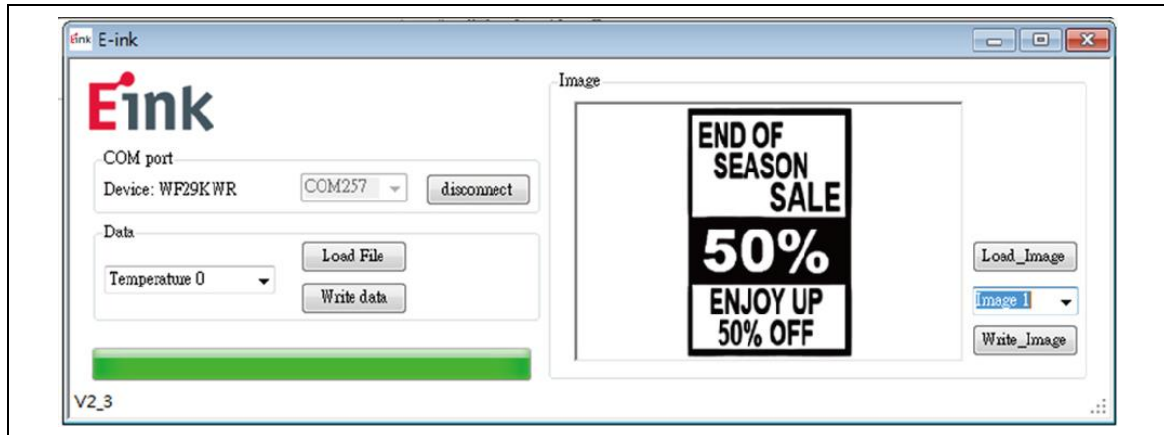 Eink E-ink
Eink
COM port
Device: WF29KWR
COM257
disconnect
Data
Temperature 0
Load File
Write data
V2_3
Image
END OF
SEASON
SALE
50%
ENJOY UP
50% OFF
Load_Image
Image 1
Write_Image